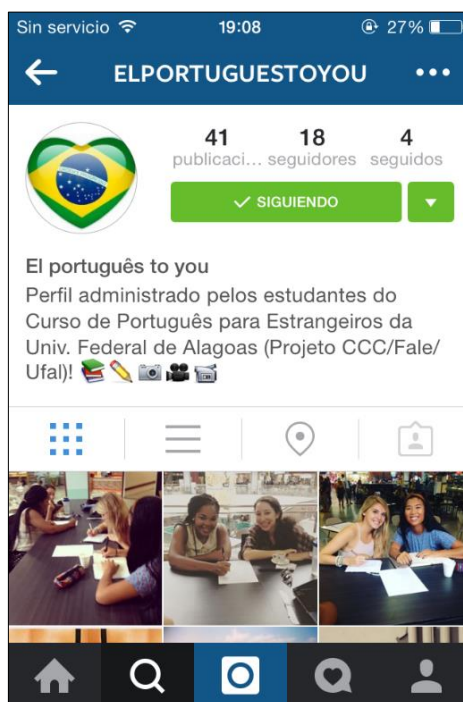 Sin servicio 19:08 27%
ELPORTUGUESTOYOU
41 18 4
publicaci... seguidores seguidos
SIGUIENDO
El português to you
Perfil administrado pelos estudantes do
Curso de Português para Estrangeiros da
Univ. Federal de Alagoas (Projeto CCC/Fale/
Ufal)! 📚✏️📷🎥📹